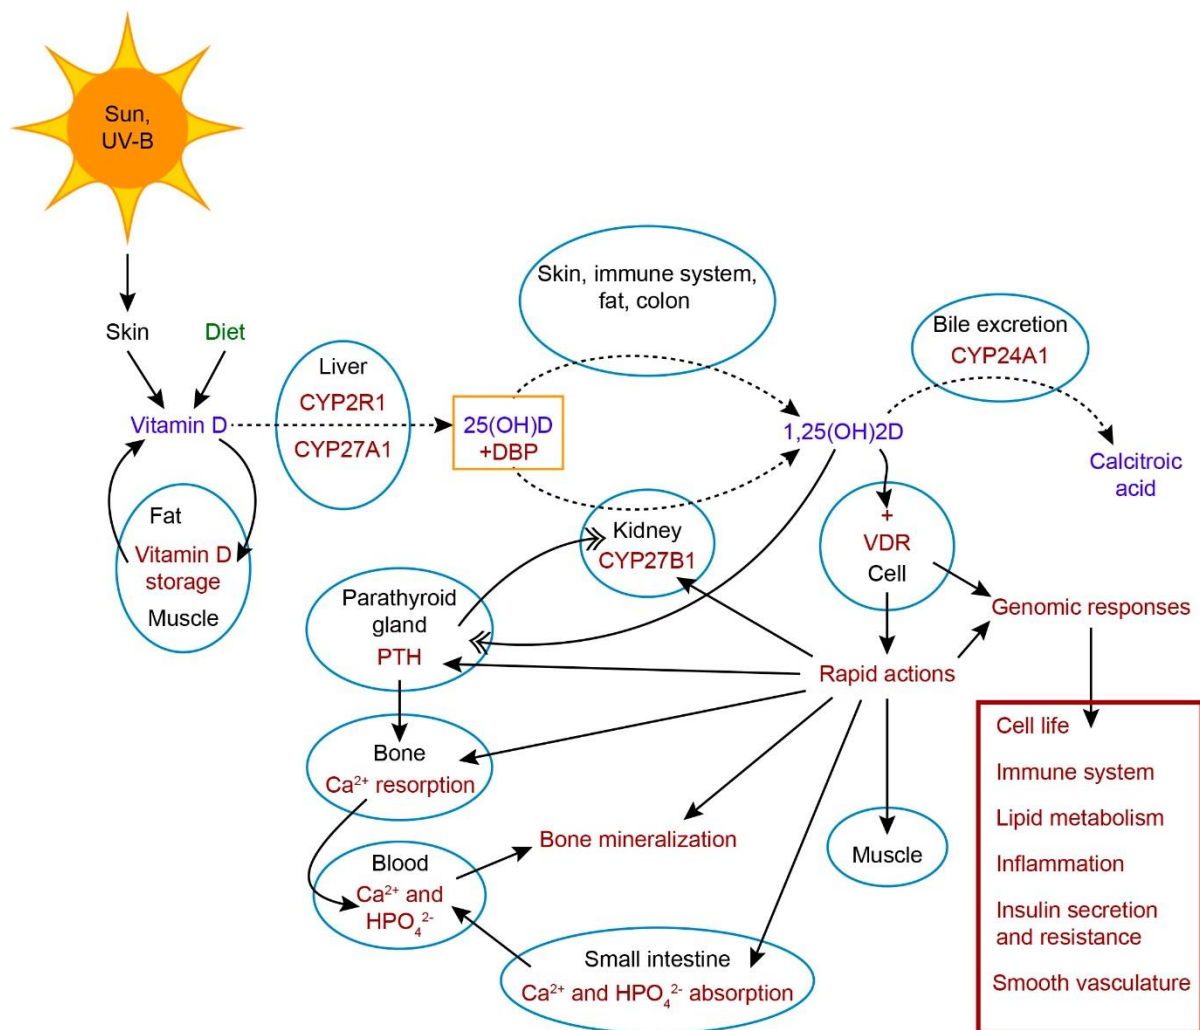 Sun,
UV-B
Skin
Diet
Vitamin D
Fat
Vitamin D
storage
Muscle
Liver
CYP2R1
CYP27A1
25(OH)D
+DBP
Skin, immune system,
fat, colon
1,25(OH)2D
Bile excretion
CYP24A1
Calcitroic
acid
Kidney
CYP27B1
+
VDR
Cell
Parathyroid
gland
PTH
Rapid actions
Genomic responses
Bone
Ca²⁺ resorption
Blood
Ca²⁺ and
HPO₄²⁻
Bone mineralization
Muscle
Small intestine
Ca²⁺ and HPO₄²⁻ absorption
Cell life
Immune system
Lipid metabolism
Inflammation
Insulin secretion
and resistance
Smooth vasculature